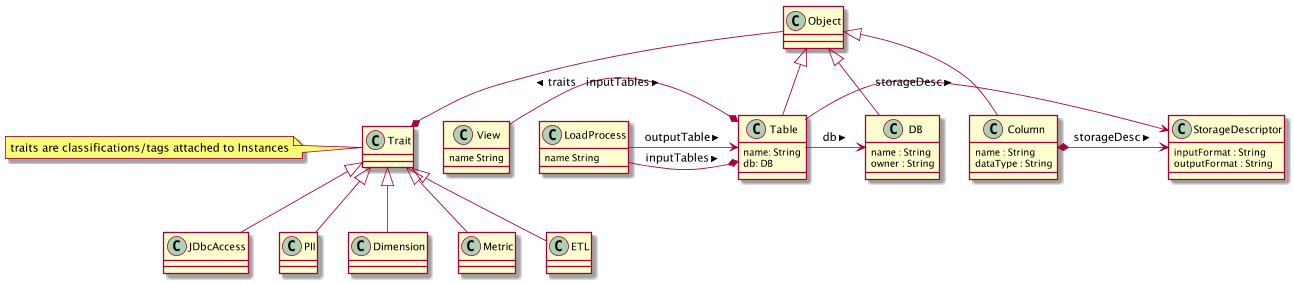 C Object
◄ traits
inputTables ►
storageDesc ►
traits are classifications/tags attached to Instances
C Trait
C View
name String
C LoadProcess
name String
outputTable ►
inputTables ►
C Table
name: String
db: DB
db ►
C DB
name : String
owner : String
C Column
name : String
dataType : String
storageDesc ►
C StorageDescriptor
inputFormat : String
outputFormat : String
C JDbcAccess
C PII
C Dimension
C Metric
C ETL